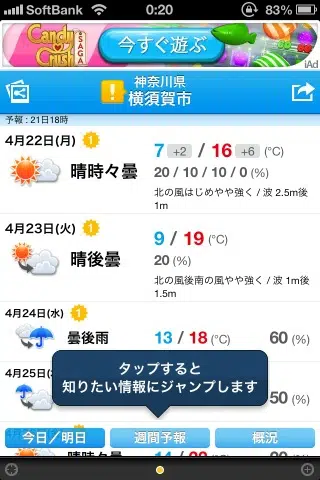 SoftBank 0:20 83%
Candy Crush SAGA 今すぐ遊ぶ
iAd
神奈川県
横須賀市
予報 : 21日18時
4月22日(月) 1
晴時々曇
7 +2 / 16 +6 (℃)
20 / 10 / 10 / 0 (%)
北の風はじめやや強く / 波 2.5m後
1m
4月23日(火) 1
晴後曇
9 / 19 (℃)
20 (%)
北の風後南の風やや強く / 波 1m後
1.5m
4月24日(水) 1
曇後雨
13 / 18 (℃) 60 (%)
4月25日
50 (%)
タップすると
知りたい情報にジャンプします
今日／明日 週間予報 概況